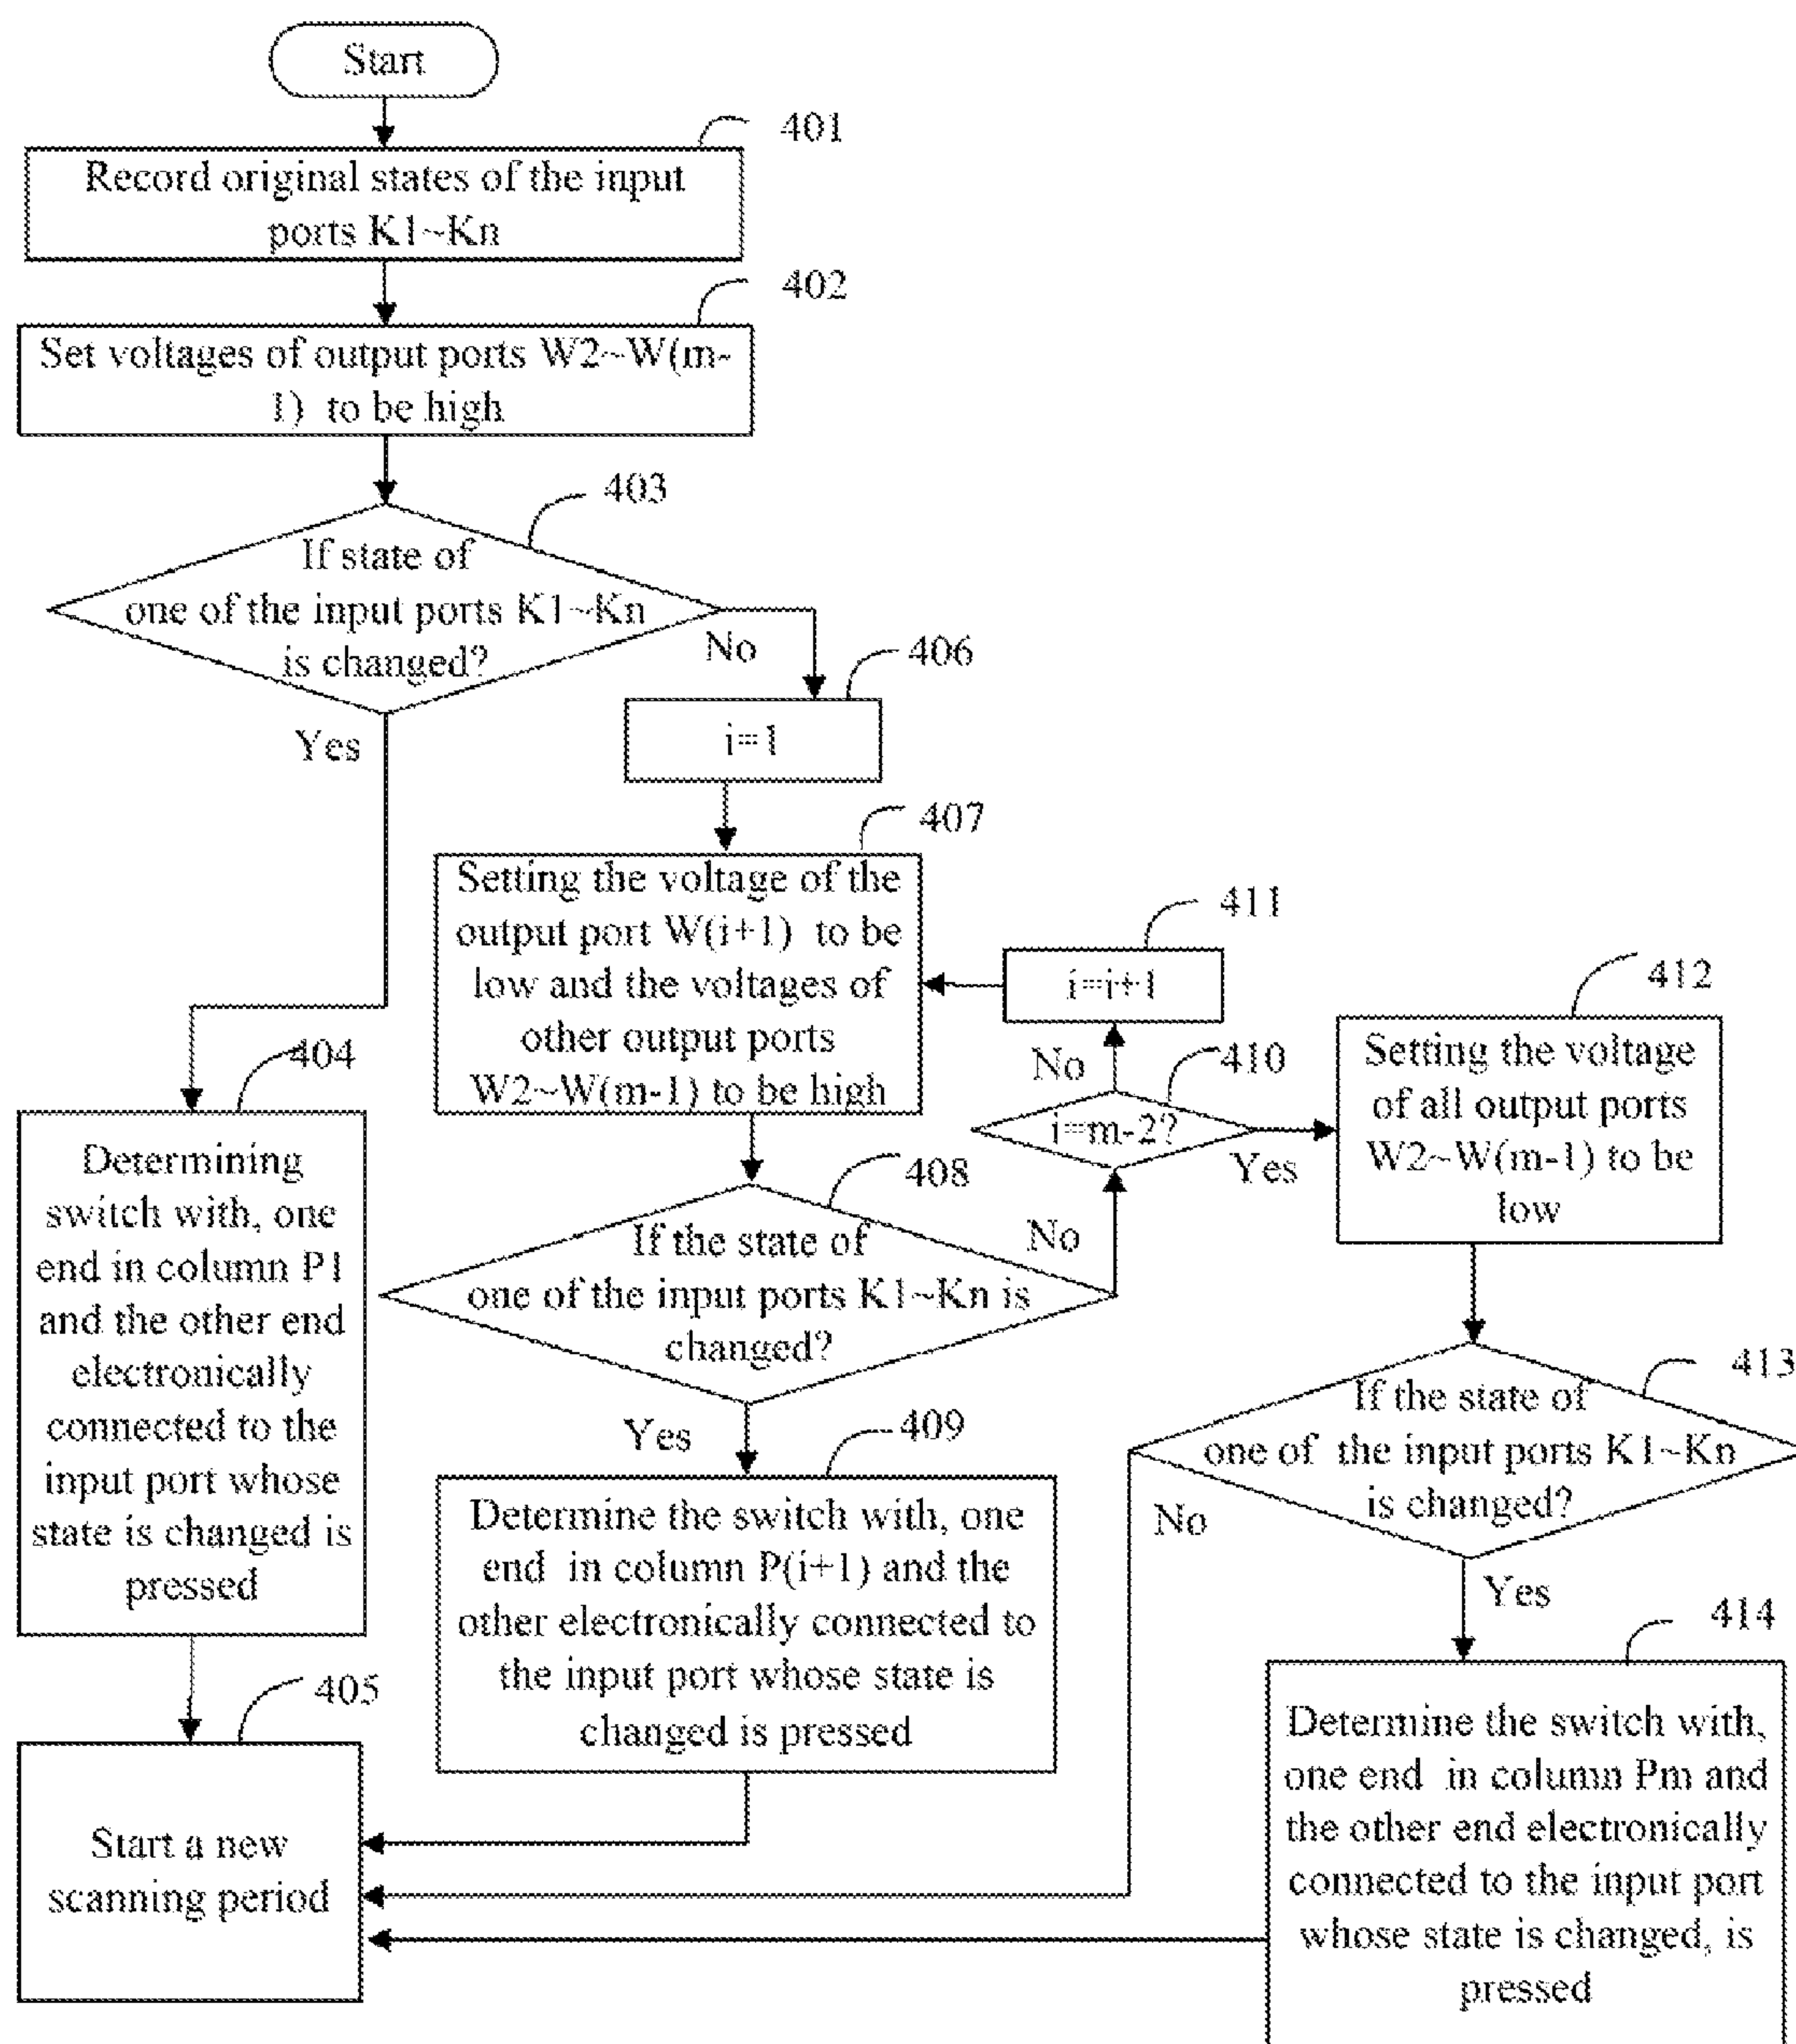 Start
401
Record original states of the input
ports K1~Kn
402
Set voltages of output ports W2~W(m-
1) to be high
403
If state of
one of the input ports K1~Kn
is changed?
No
Yes
406
i=1
407
Setting the voltage of the
output port W(i+1) to be
low and the voltages of
other output ports
W2~W(m-1) to be high
411
i=i+1
No
410
i=m-2?
Yes
412
Setting the voltage
of all output ports
W2~W(m-1) to be
low
404
Determining
switch with, one
end in column P1
and the other end
electronically
connected to the
input port whose
state is changed is
pressed
408
If the state of
one of the input ports K1~Kn is
changed?
No
Yes
409
Determine the switch with, one
end in column P(i+1) and the
other electronically connected to
the input port whose state is
changed is pressed
413
If the state of
one of the input ports K1~Kn
is changed?
No
Yes
414
Determine the switch with,
one end in column Pm and
the other end electronically
connected to the input port
whose state is changed, is
pressed
405
Start a new
scanning period